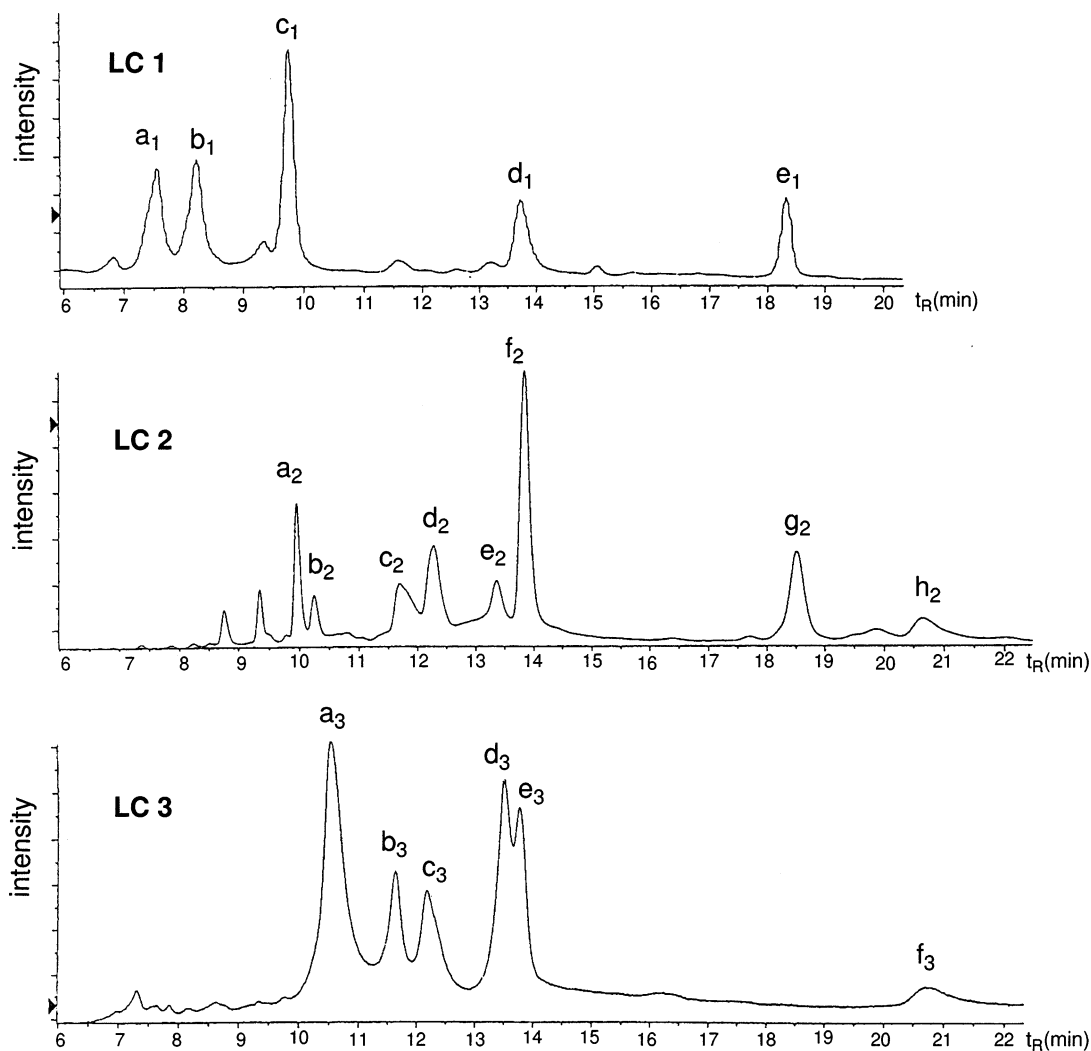 c₁
LC 1
a₁ b₁
d₁ e₁
intensity
6 7 8 9 10 11 12 13 14 15 16 17 18 19 20 tR(min)
f₂
LC 2
a₂
b₂ c₂ d₂ e₂ g₂ h₂
intensity
6 7 8 9 10 11 12 13 14 15 16 17 18 19 20 21 22 tR(min)
a₃
LC 3
d₃
e₃
b₃ c₃
f₃
intensity
6 7 8 9 10 11 12 13 14 15 16 17 18 19 20 21 22 tR(min)